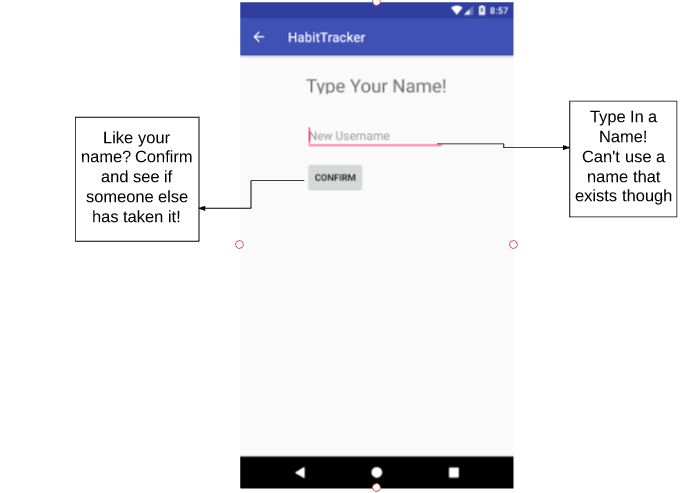 8:57
HabitTracker
Type Your Name!
New Username
CONFIRM
Like your
name? Confirm
and see if
someone else
has taken it!
Type In a
Name!
Can't use a
name that
exists though